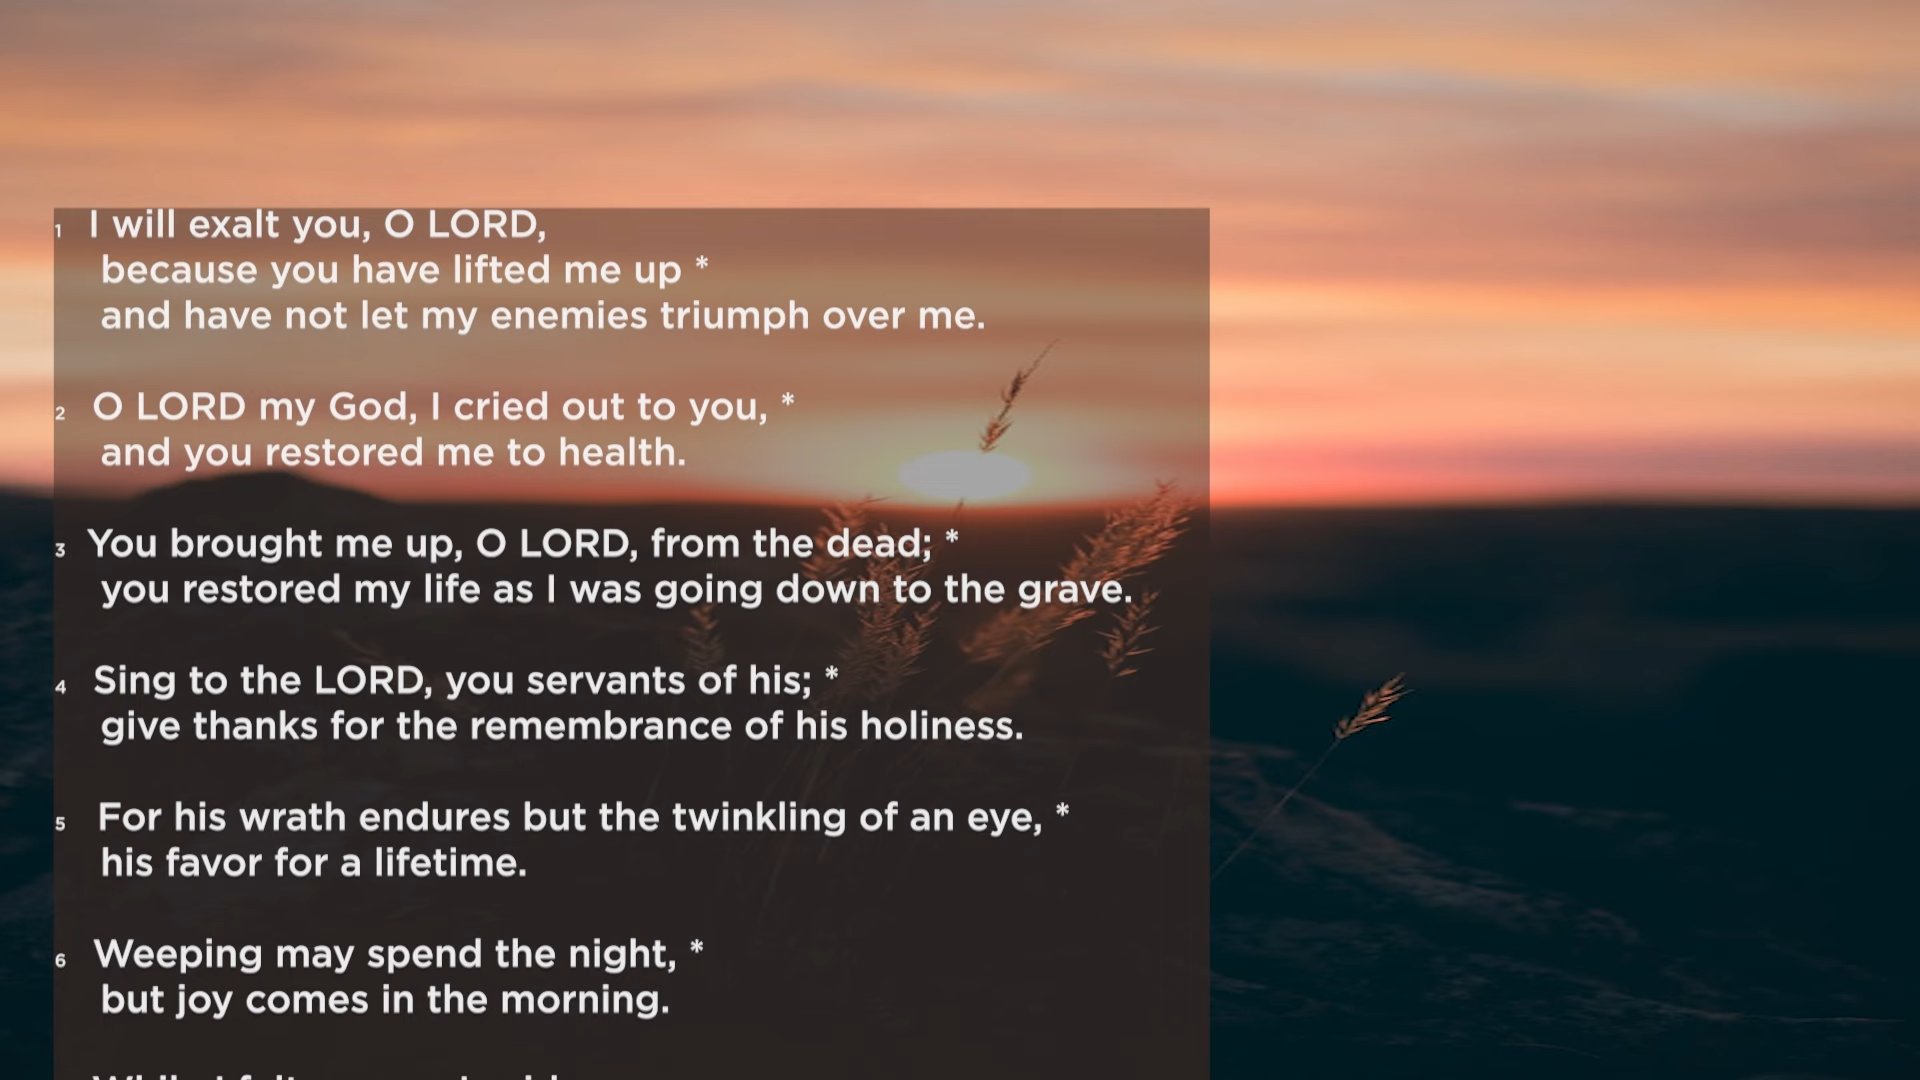 1 I will exalt you, O LORD,
because you have lifted me up *
and have not let my enemies triumph over me.
2 O LORD my God, I cried out to you, *
and you restored me to health.
3 You brought me up, O LORD, from the dead; *
you restored my life as I was going down to the grave.
4 Sing to the LORD, you servants of his; *
give thanks for the remembrance of his holiness.
5 For his wrath endures but the twinkling of an eye, *
his favor for a lifetime.
6 Weeping may spend the night, *
but joy comes in the morning.